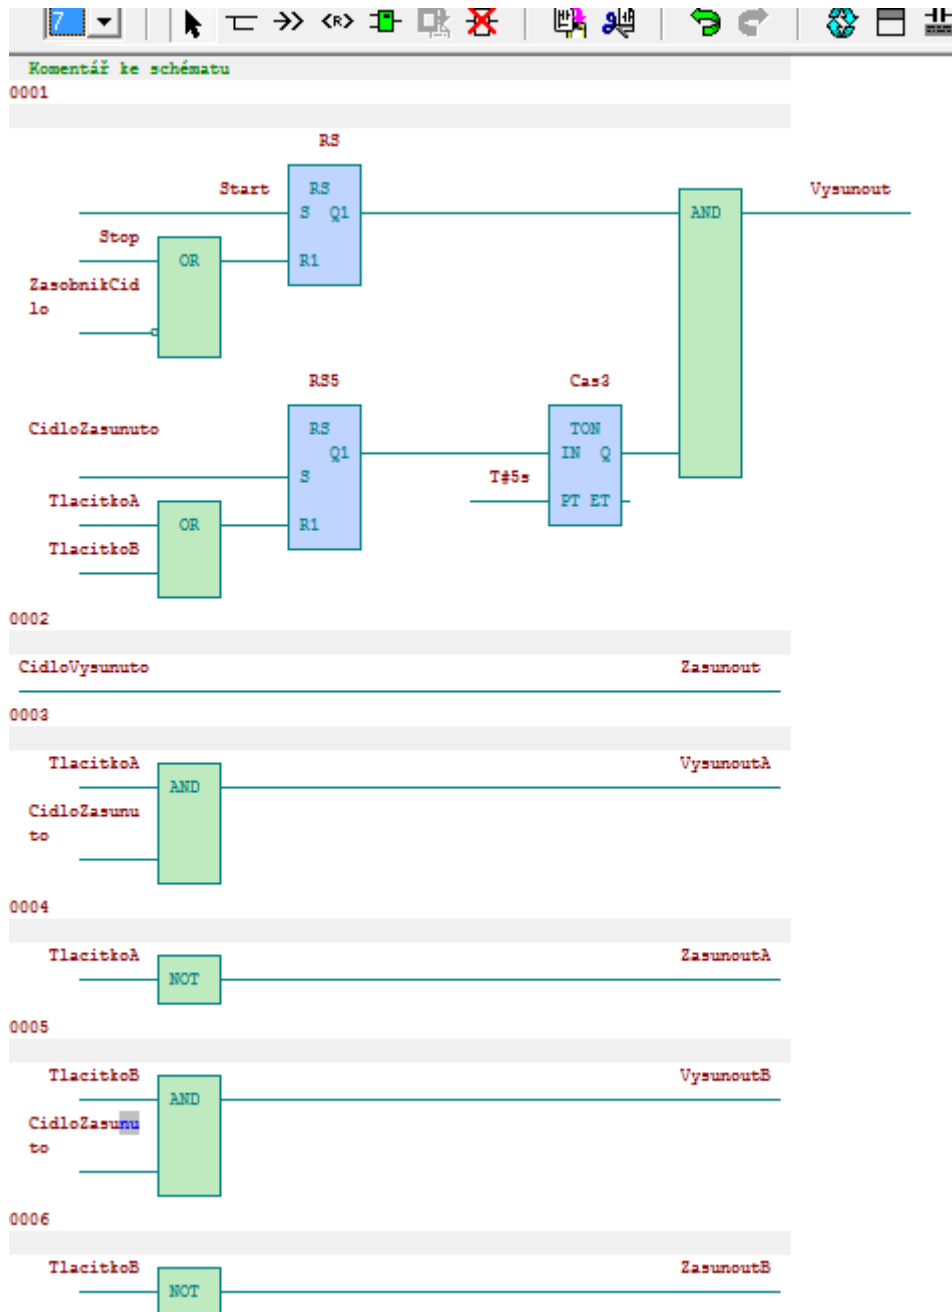 7
<R>
Komentář ke schématu
0001
RS
Start
RS
S Q1
R1
Stop
OR
ZasobnikCid
lo
AND
Vysunout
RS5
CidloZasunuto
RS
Q1
S
R1
TlacitkoA
OR
TlacitkoB
Cas3
TON
IN Q
T#5s
PT ET
0002
CidloVysunuto
Zasunout
0003
TlacitkoA
AND
VysunoutA
CidloZasunu
to
0004
TlacitkoA
NOT
ZasunoutA
0005
TlacitkoB
AND
VysunoutB
CidloZasunu
to
0006
TlacitkoB
NOT
ZasunoutB